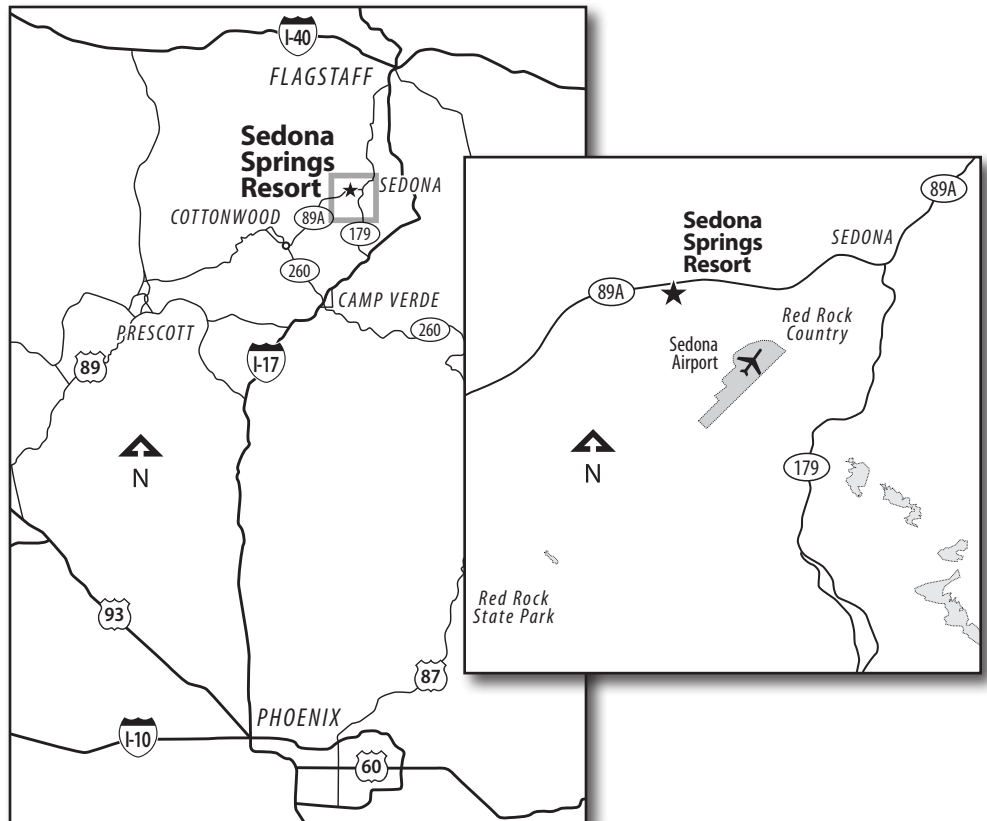 I-40
FLAGSTAFF
Sedona
Springs
Resort
SEDONA
COTTONWOOD
89A
179
260
CAMP VERDE
PRESCOTT
260
I-17
89
N
93
87
PHOENIX
I-10
60
89A
Sedona
Springs
Resort
SEDONA
89A
Red Rock
Country
Sedona
Airport
N
179
Red Rock
State Park